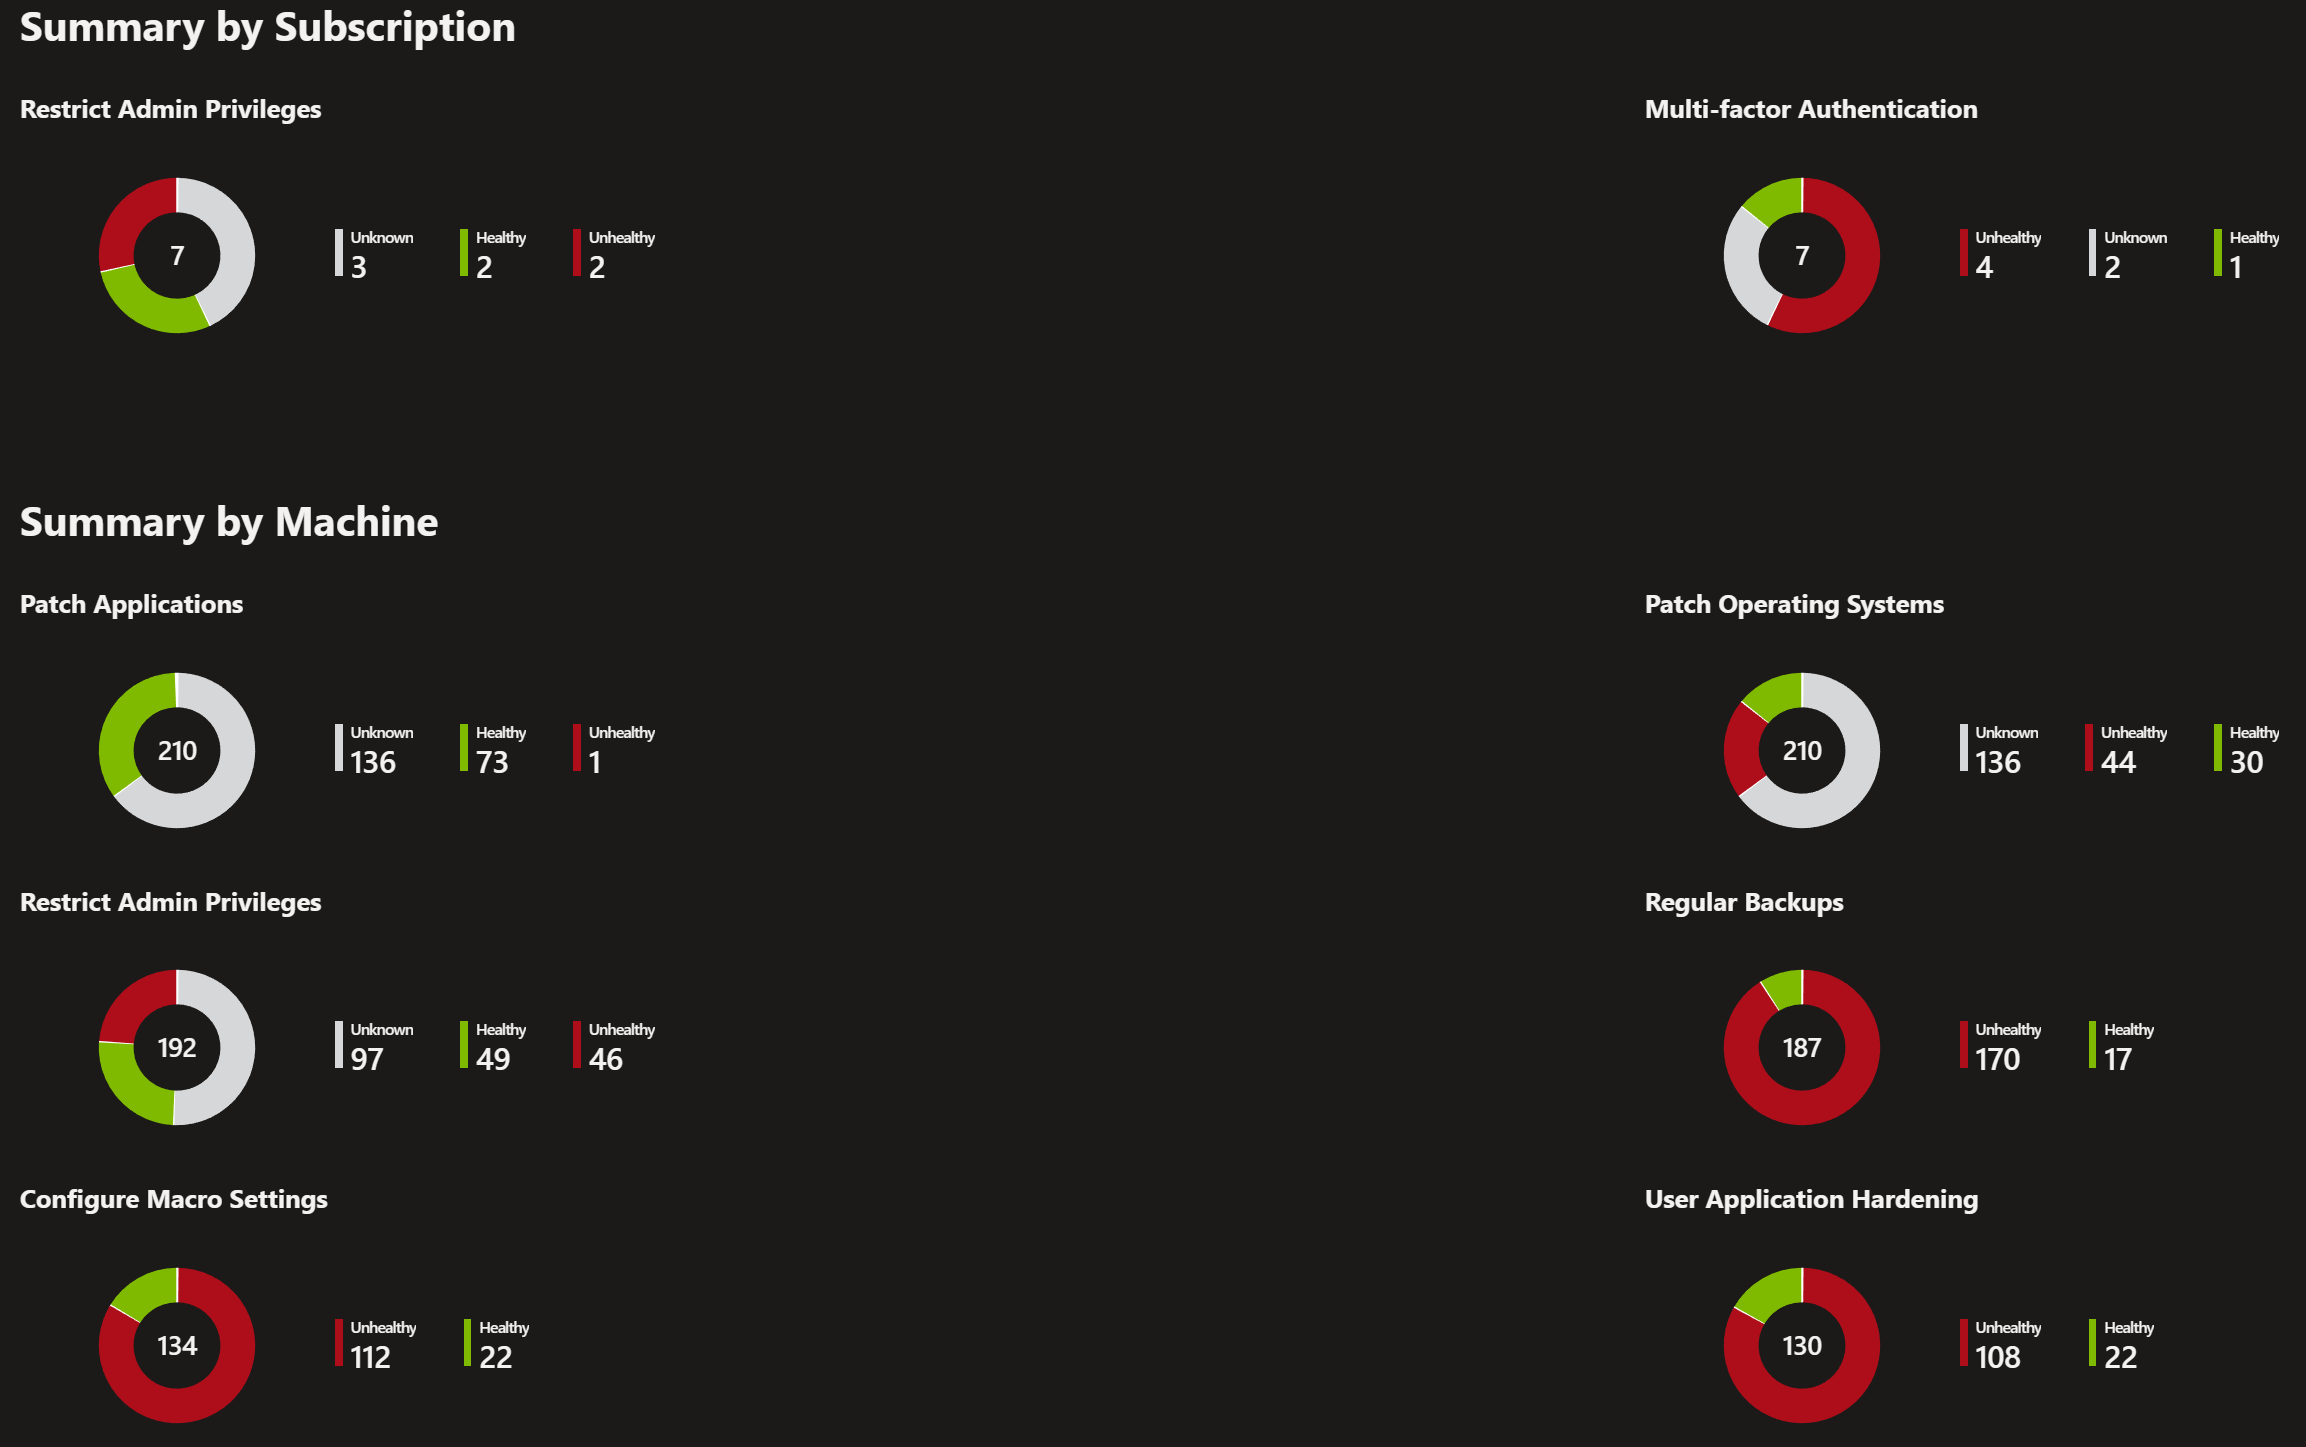 Summary by Subscription
Restrict Admin Privileges
7
Unknown
3
Healthy
2
Unhealthy
2
Multi-factor Authentication
7
Unhealthy
4
Unknown
2
Healthy
1
Summary by Machine
Patch Applications
210
Unknown
136
Healthy
73
Unhealthy
1
Patch Operating Systems
210
Unknown
136
Unhealthy
44
Healthy
30
Restrict Admin Privileges
192
Unknown
97
Healthy
49
Unhealthy
46
Regular Backups
187
Unhealthy
170
Healthy
17
Configure Macro Settings
134
Unhealthy
112
Healthy
22
User Application Hardening
130
Unhealthy
108
Healthy
22